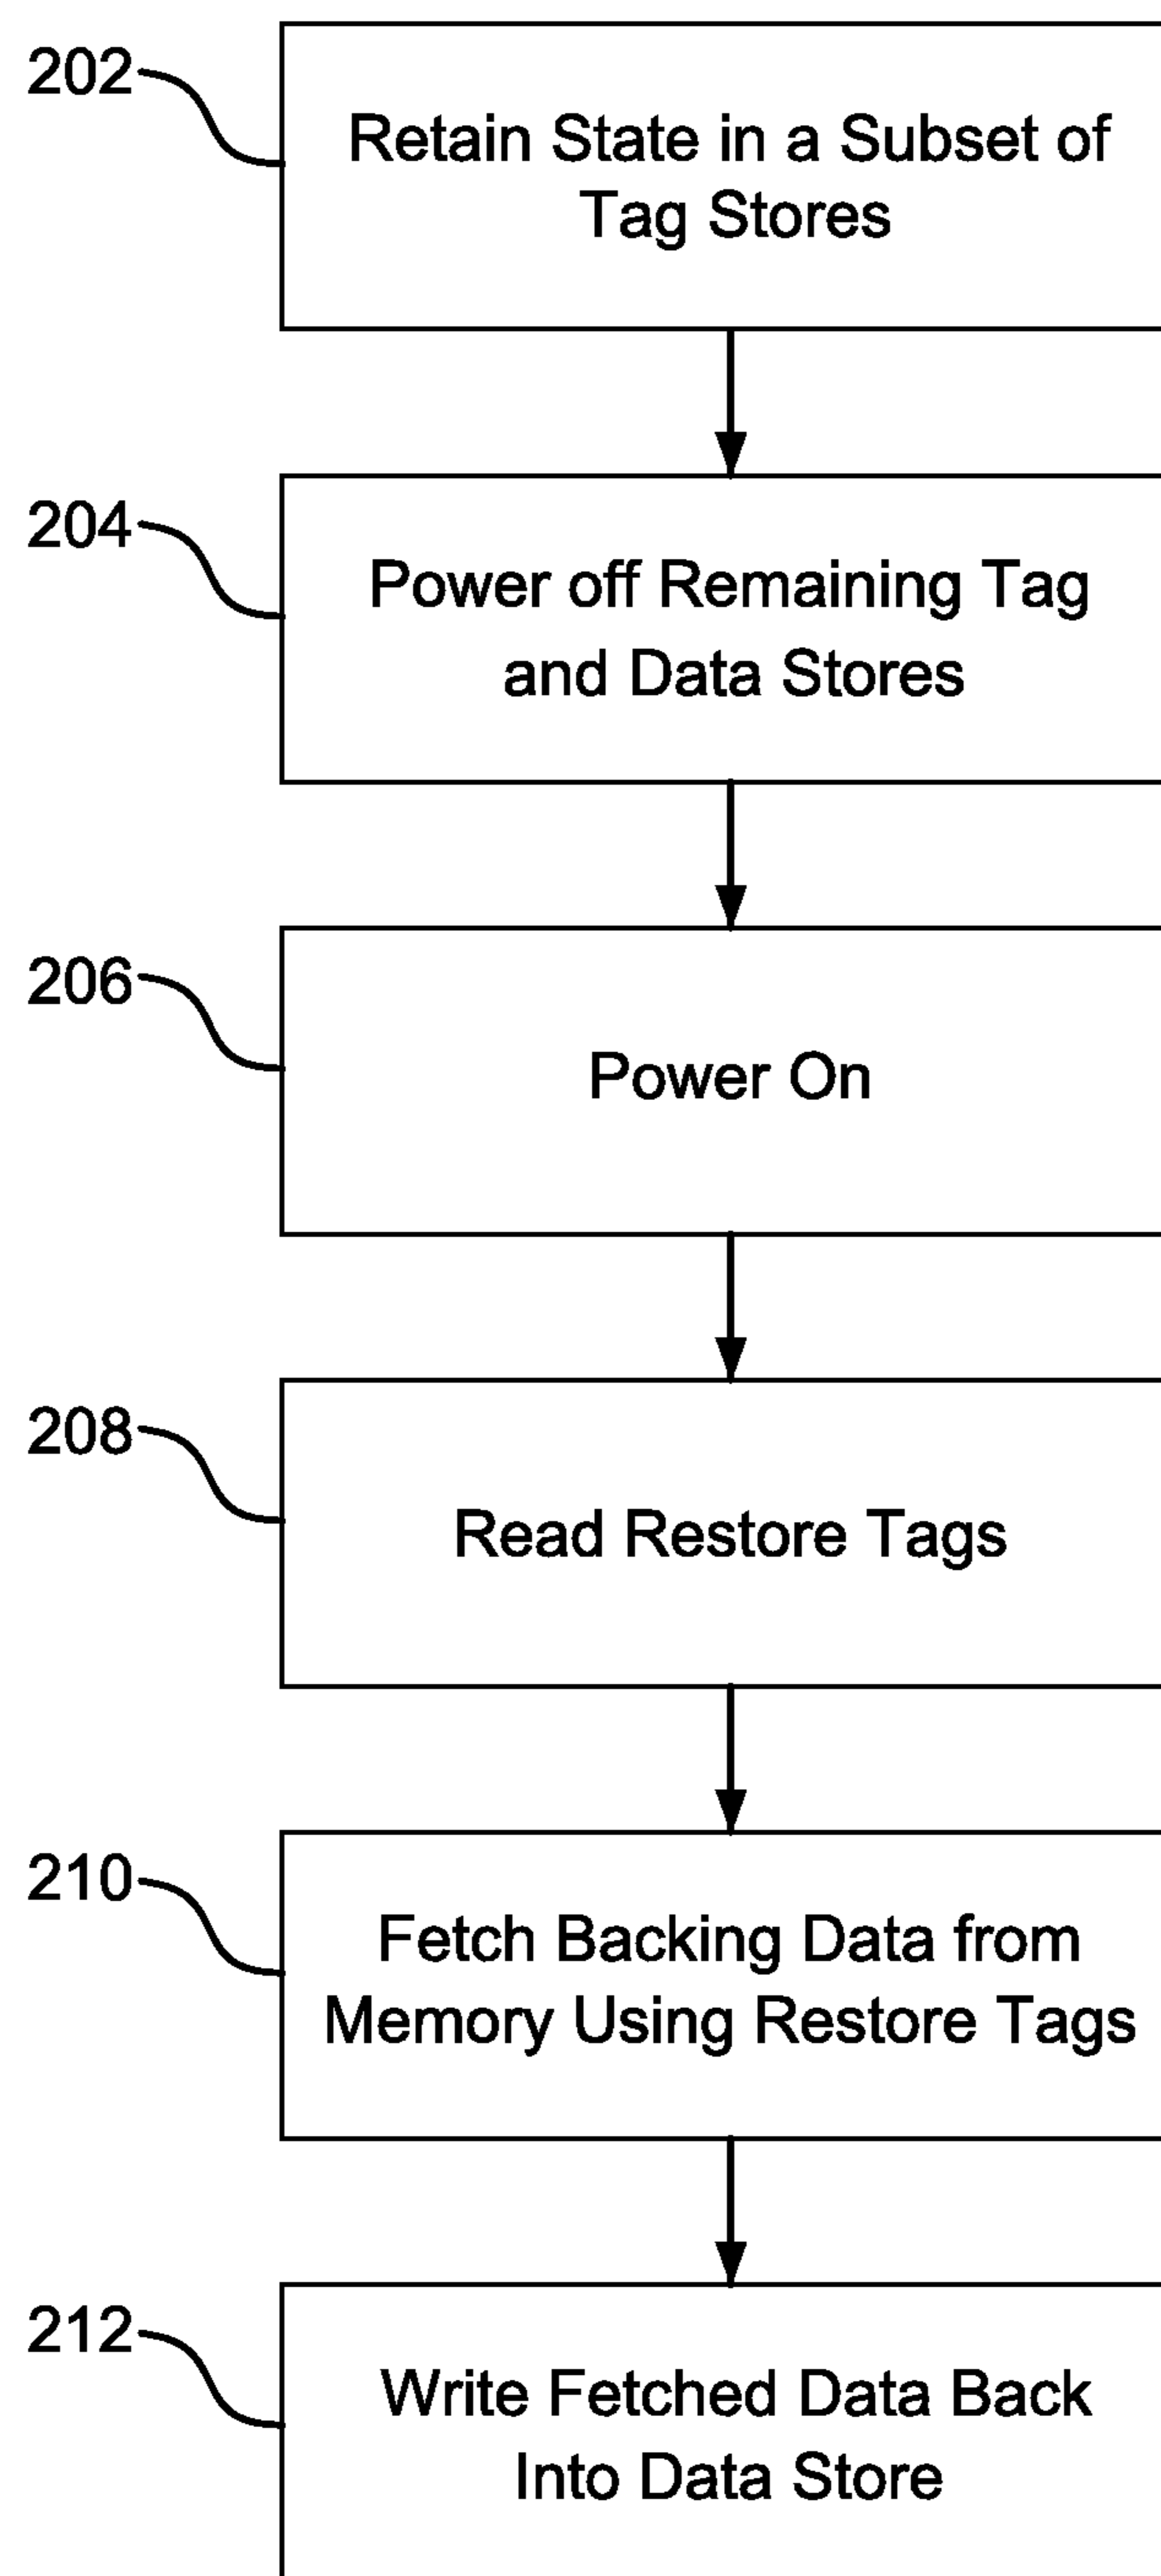 202
Retain State in a Subset of
Tag Stores
204
Power off Remaining Tag
and Data Stores
206
Power On
208
Read Restore Tags
210
Fetch Backing Data from
Memory Using Restore Tags
212
Write Fetched Data Back
Into Data Store